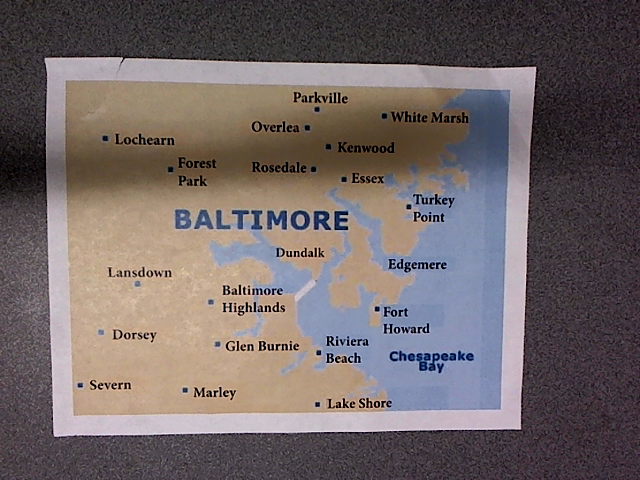 Parkville
White Marsh
Overlea
Lochearn
Kenwood
Forest
Park
Rosedale
Essex
Turkey
Point
BALTIMORE
Dundalk
Edgemere
Lansdown
Baltimore
Highlands
Fort
Howard
Dorsey
Glen Burnie
Riviera
Beach
Chesapeake
Bay
Severn
Marley
Lake Shore